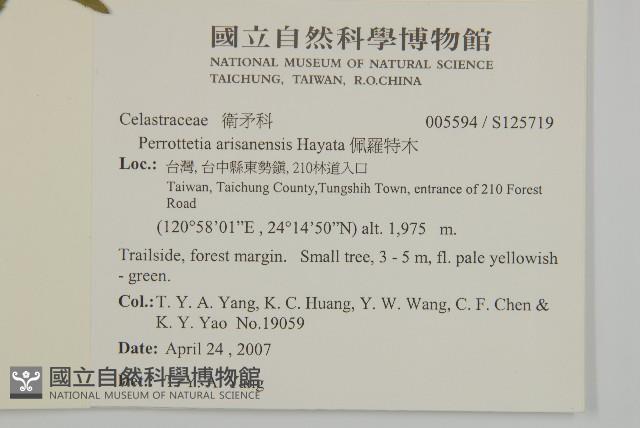 國立自然科學博物館
NATIONAL MUSEUM OF NATURAL SCIENCE
TAICHUNG, TAIWAN, R.O.CHINA
Celastraceae 衛矛科 005594 / S125719
Perrottetia arisanensis Hayata 佩羅特木
Loc.: 台灣, 台中縣東勢鎮, 210林道入口
Taiwan, Taichung County,Tungshih Town, entrance of 210 Forest
Road
(120°58’01”E , 24°14’50”N) alt. 1,975 m.
Trailside, forest margin. Small tree, 3 - 5 m, fl. pale yellowish
- green.
Col.: T. Y. A. Yang, K. C. Huang, Y. W. Wang, C. F. Chen &
K. Y. Yao No.19059
Date: April 24 , 2007
Det.: T. Y. A. Yang
國立自然科學博物館
NATIONAL MUSEUM OF NATURAL SCIENCE